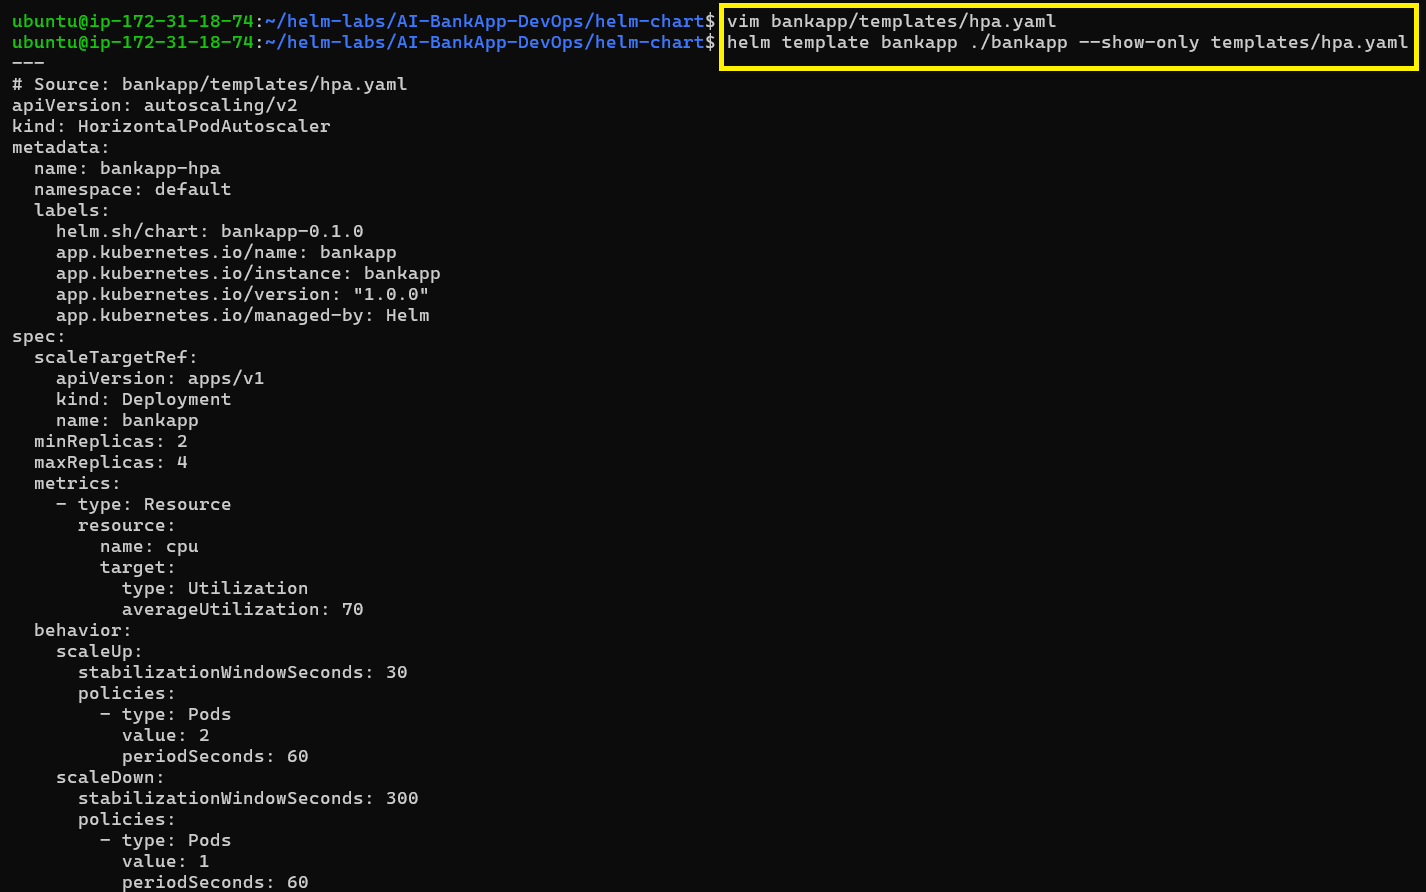 ubuntu@ip-172-31-18-74:~/helm-labs/AI-BankApp-DevOps/helm-chart$ vim bankapp/templates/hpa.yaml
ubuntu@ip-172-31-18-74:~/helm-labs/AI-BankApp-DevOps/helm-chart$ helm template bankapp ./bankapp --show-only templates/hpa.yaml
---
# Source: bankapp/templates/hpa.yaml
apiVersion: autoscaling/v2
kind: HorizontalPodAutoscaler
metadata:
  name: bankapp-hpa
  namespace: default
  labels:
    helm.sh/chart: bankapp-0.1.0
    app.kubernetes.io/name: bankapp
    app.kubernetes.io/instance: bankapp
    app.kubernetes.io/version: "1.0.0"
    app.kubernetes.io/managed-by: Helm
spec:
  scaleTargetRef:
    apiVersion: apps/v1
    kind: Deployment
    name: bankapp
  minReplicas: 2
  maxReplicas: 4
  metrics:
    - type: Resource
      resource:
        name: cpu
        target:
          type: Utilization
          averageUtilization: 70
  behavior:
    scaleUp:
      stabilizationWindowSeconds: 30
      policies:
        - type: Pods
          value: 2
          periodSeconds: 60
    scaleDown:
      stabilizationWindowSeconds: 300
      policies:
        - type: Pods
          value: 1
          periodSeconds: 60